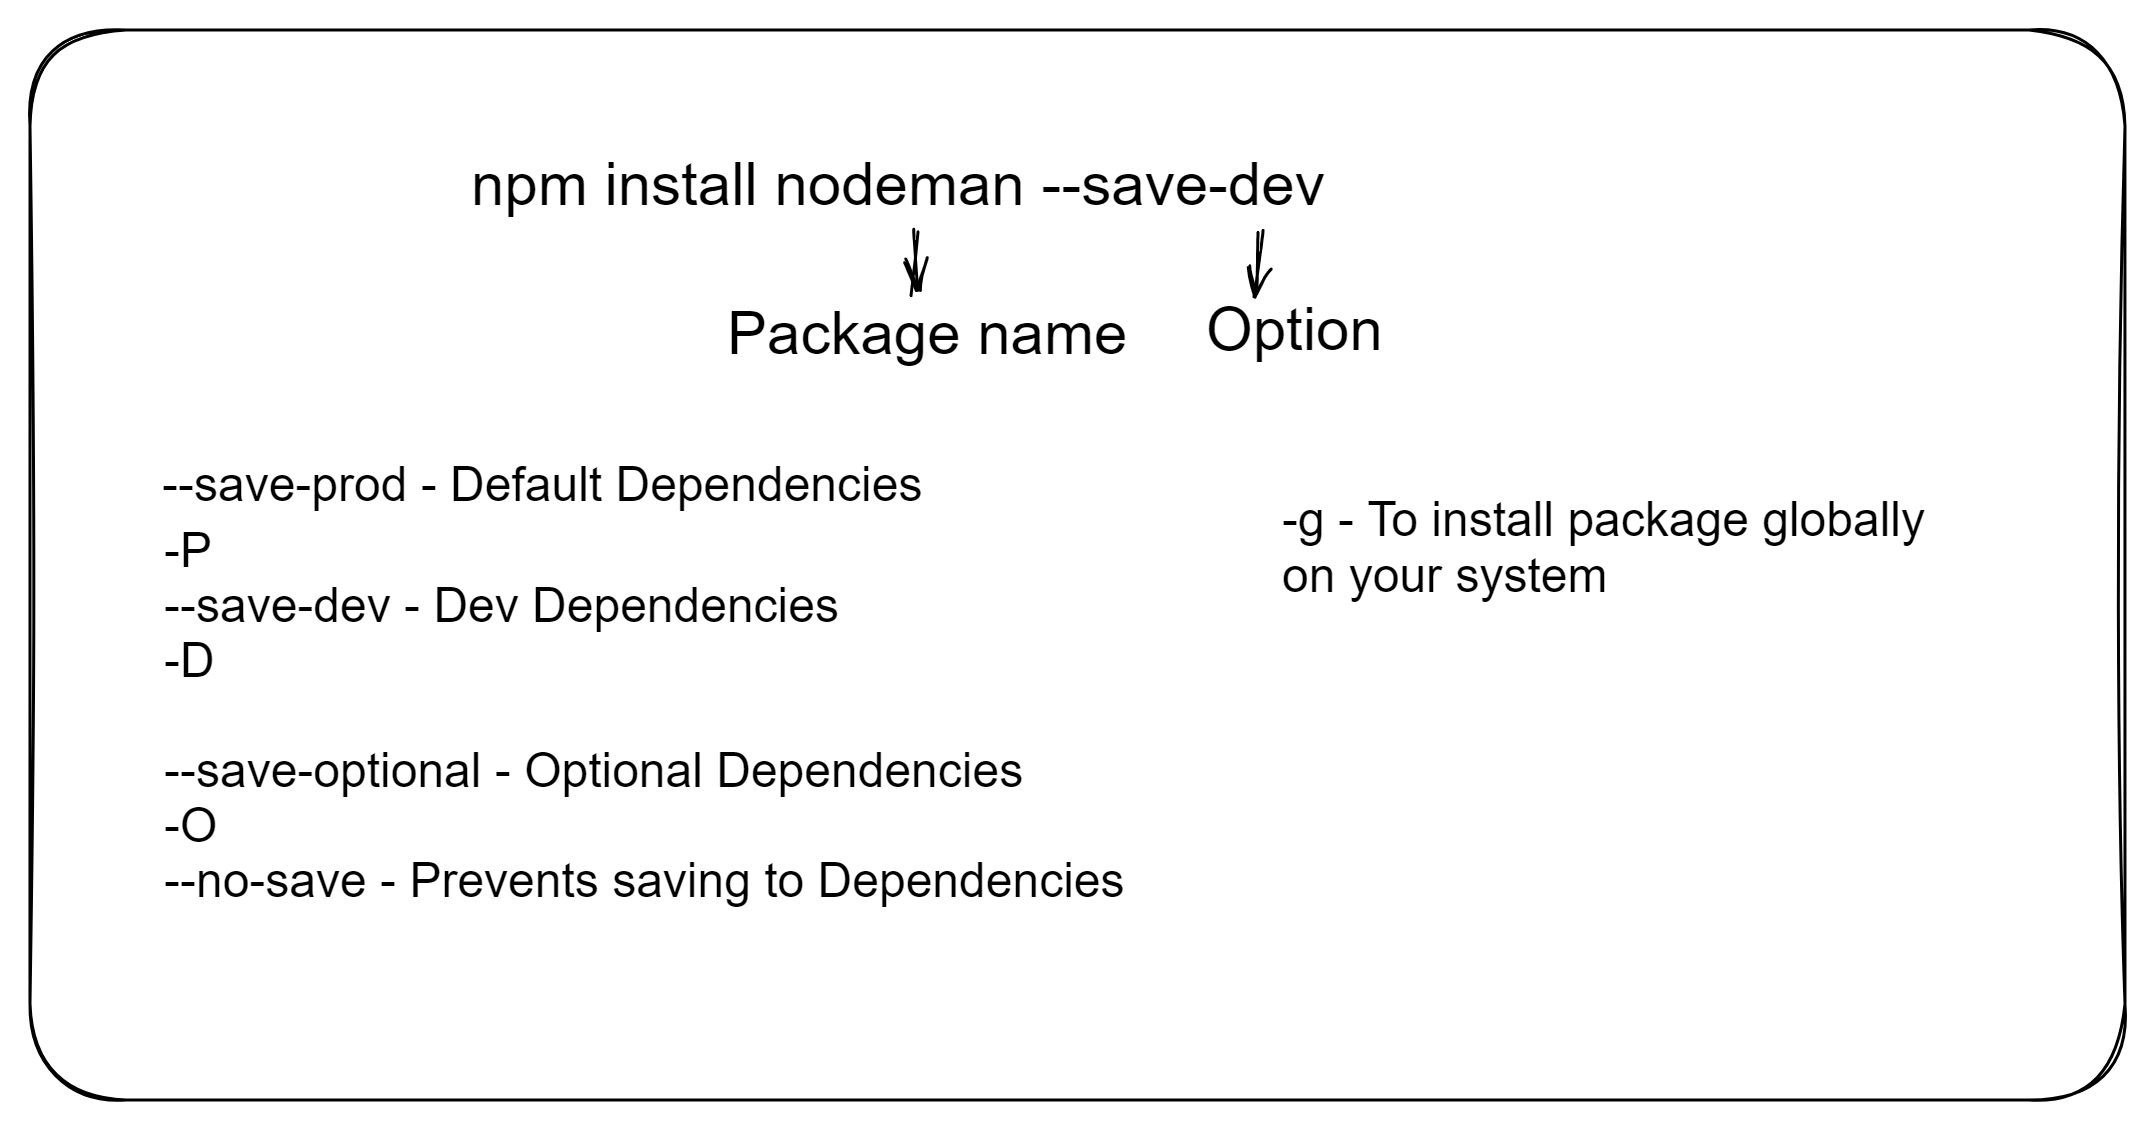 npm install nodeman --save-dev
Package name Option
--save-prod - Default Dependencies
-P
--save-dev - Dev Dependencies
-D
--save-optional - Optional Dependencies
-O
--no-save - Prevents saving to Dependencies
-g - To install package globally
on your system